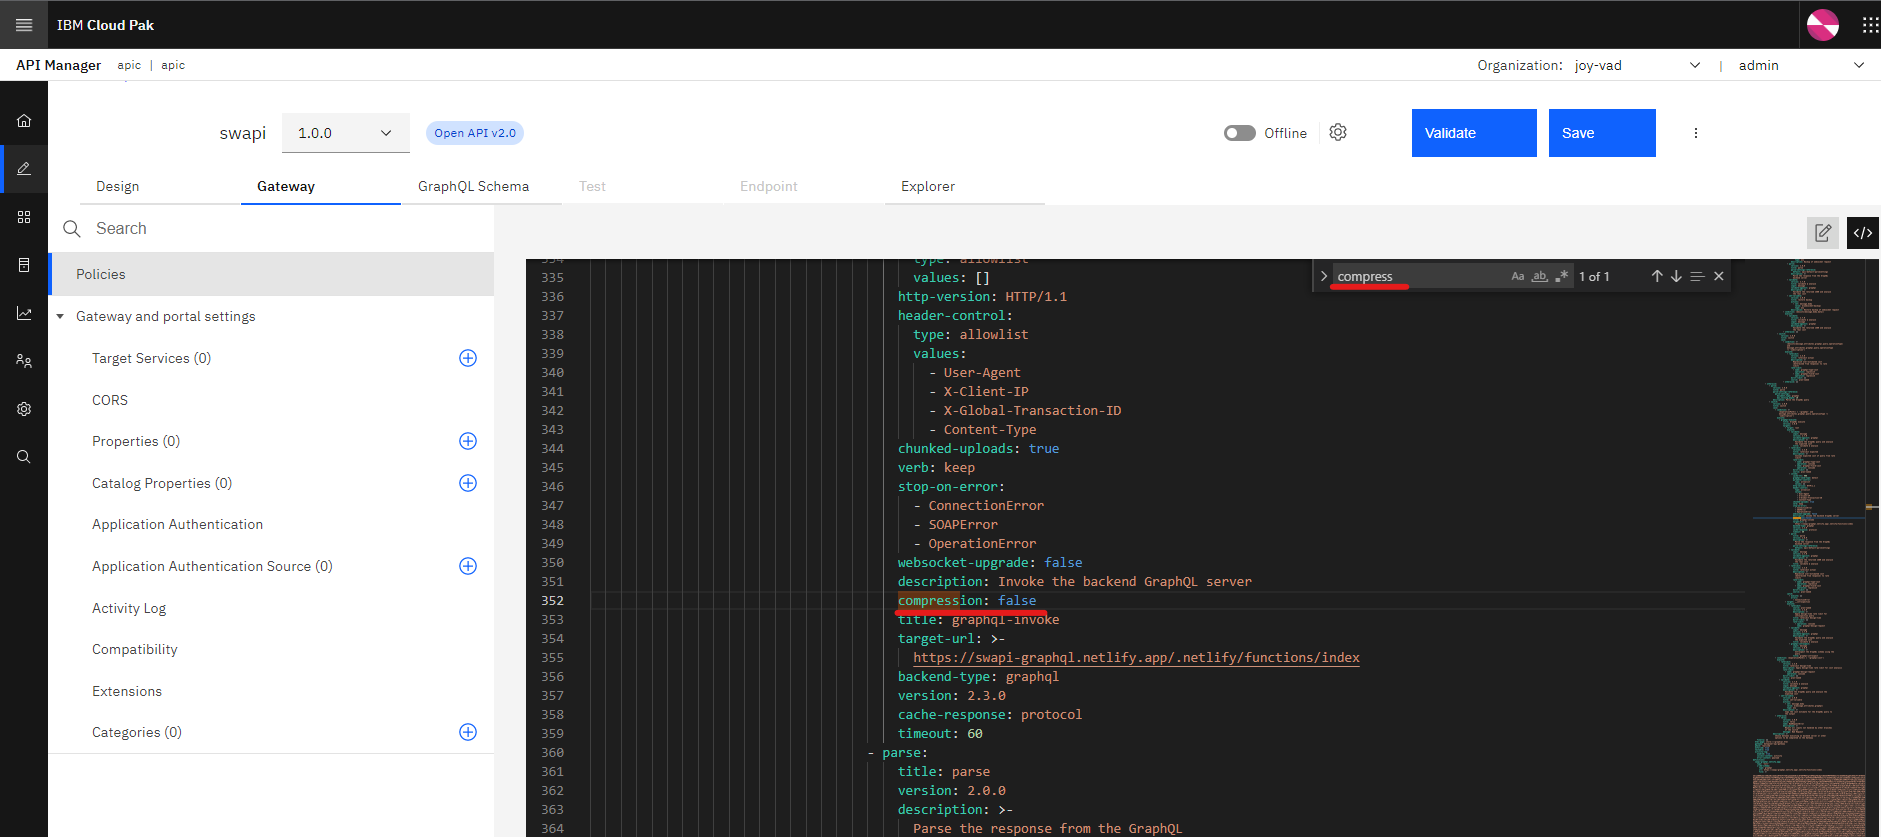 IBM Cloud Pak
API Manager apic | apic Organization: joy-vad | admin
swapi 1.0.0 Open API v2.0 Offline Validate Save
Design Gateway GraphQL Schema Test Endpoint Explorer
Search
Policies
Gateway and portal settings
Target Services (0)
CORS
Properties (0)
Catalog Properties (0)
Application Authentication
Application Authentication Source (0)
Activity Log
Compatibility
Extensions
Categories (0)
compress Aa ab 1 of 1
334 type: allowlist
335 values: []
336 http-version: HTTP/1.1
337 header-control:
338 type: allowlist
339 values:
340 - User-Agent
341 - X-Client-IP
342 - X-Global-Transaction-ID
343 - Content-Type
344 chunked-uploads: true
345 verb: keep
346 stop-on-error:
347 - ConnectionError
348 - SOAPError
349 - OperationError
350 websocket-upgrade: false
351 description: Invoke the backend GraphQL server
352 compression: false
353 title: graphql-invoke
354 target-url: >-
355 https://swapi-graphql.netlify.app/.netlify/functions/index
356 backend-type: graphql
357 version: 2.3.0
358 cache-response: protocol
359 timeout: 60
360 - parse:
361 title: parse
362 version: 2.0.0
363 description: >-
364 Parse the response from the GraphQL